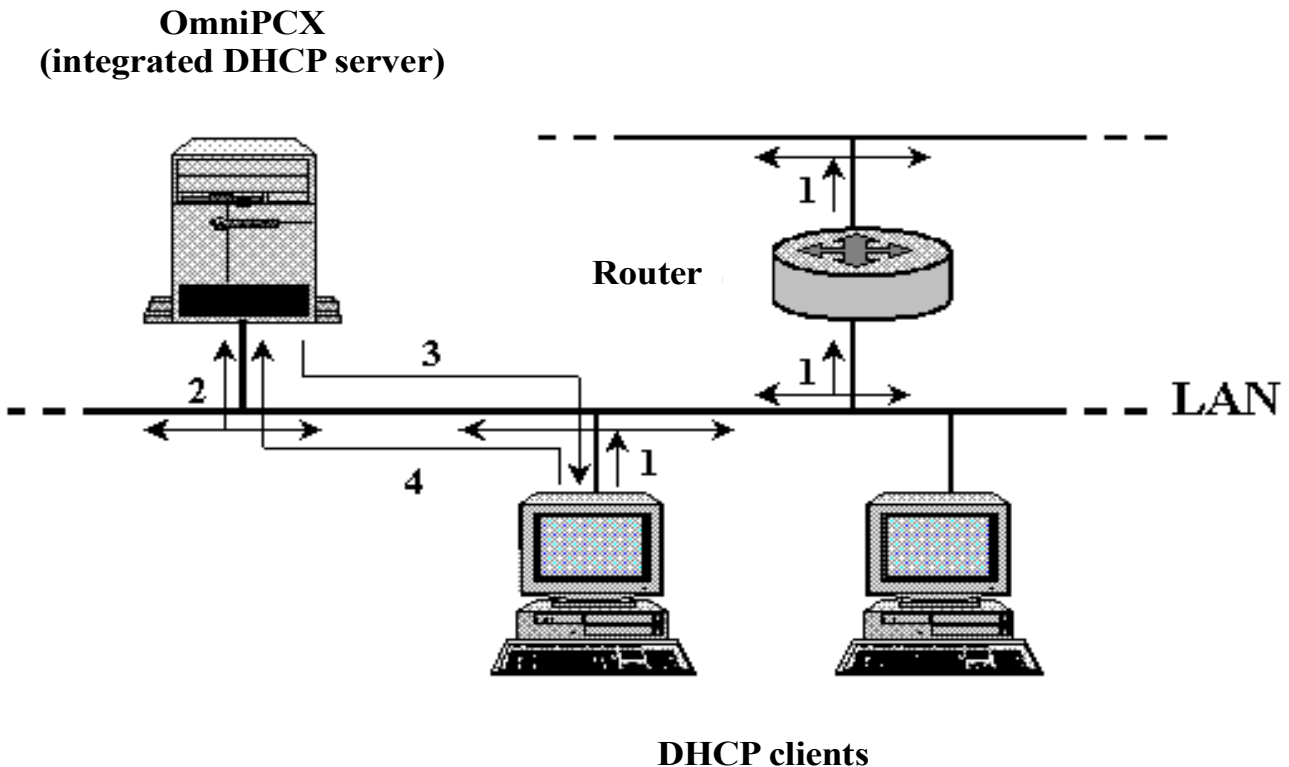 OmniPCX
(integrated DHCP server)
1
Router
3
1
2
LAN
1
4
DHCP clients